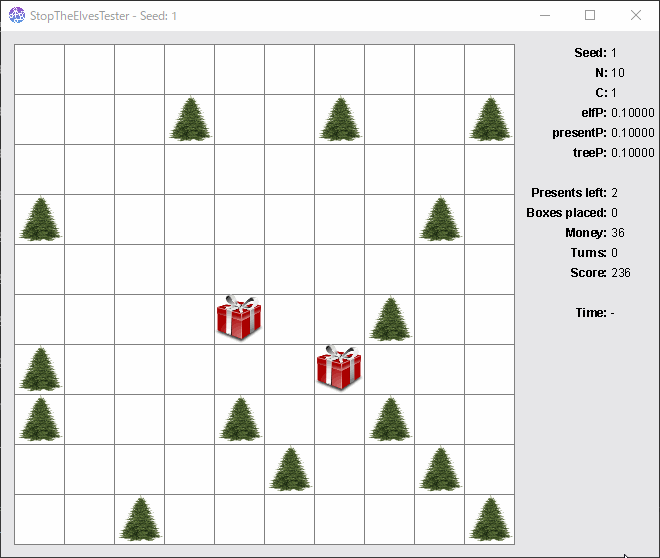 StopTheElvesTester - Seed: 1
Seed: 1
N: 10
C: 1
elfP: 0.10000
presentP: 0.10000
treeP: 0.10000
Presents left: 2
Boxes placed: 0
Money: 36
Turns: 0
Score: 236
Time: -